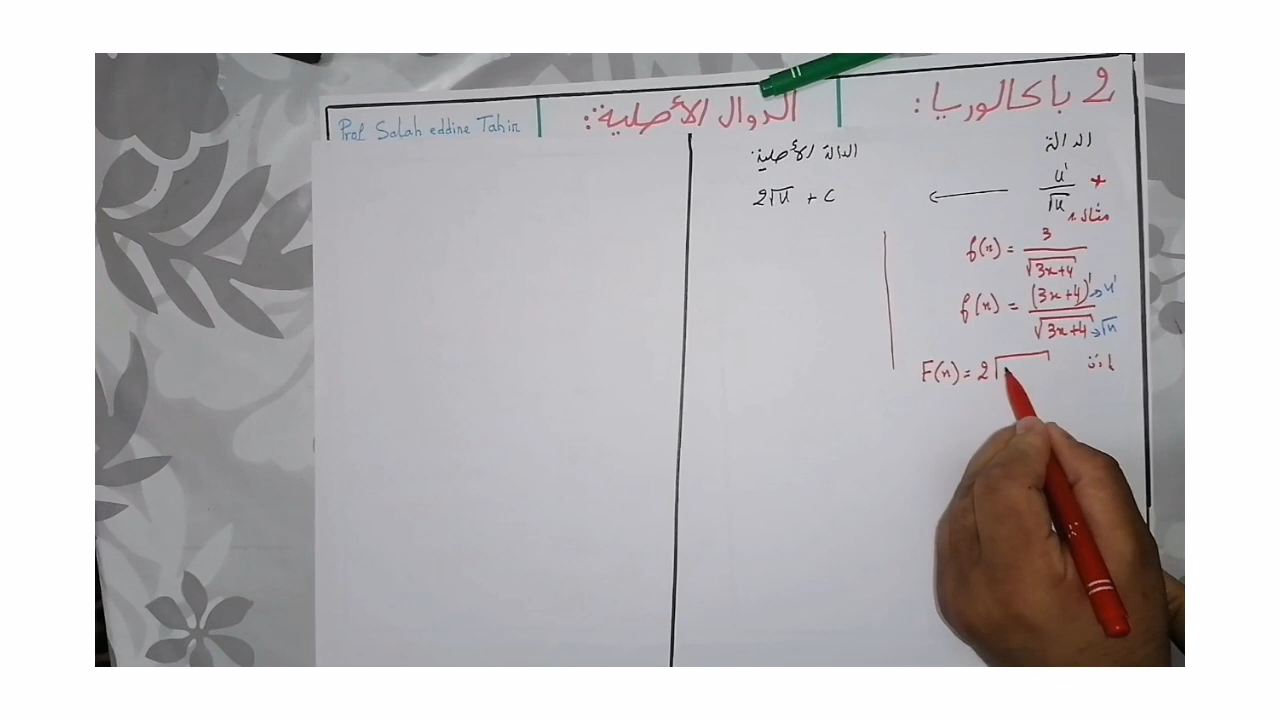 2 باكالوريا:
الدوال الأصلية:
Prof Salah eddine Tahir
الدالة
الدالة الأصلية:
* u'/√u ⟶ 2√u + c
مثال 1:
f(x) = 3/√(3x+4)
f(x) = (3x+4)'/√(3x+4) → u' → √u
إذن F(x) = 2√